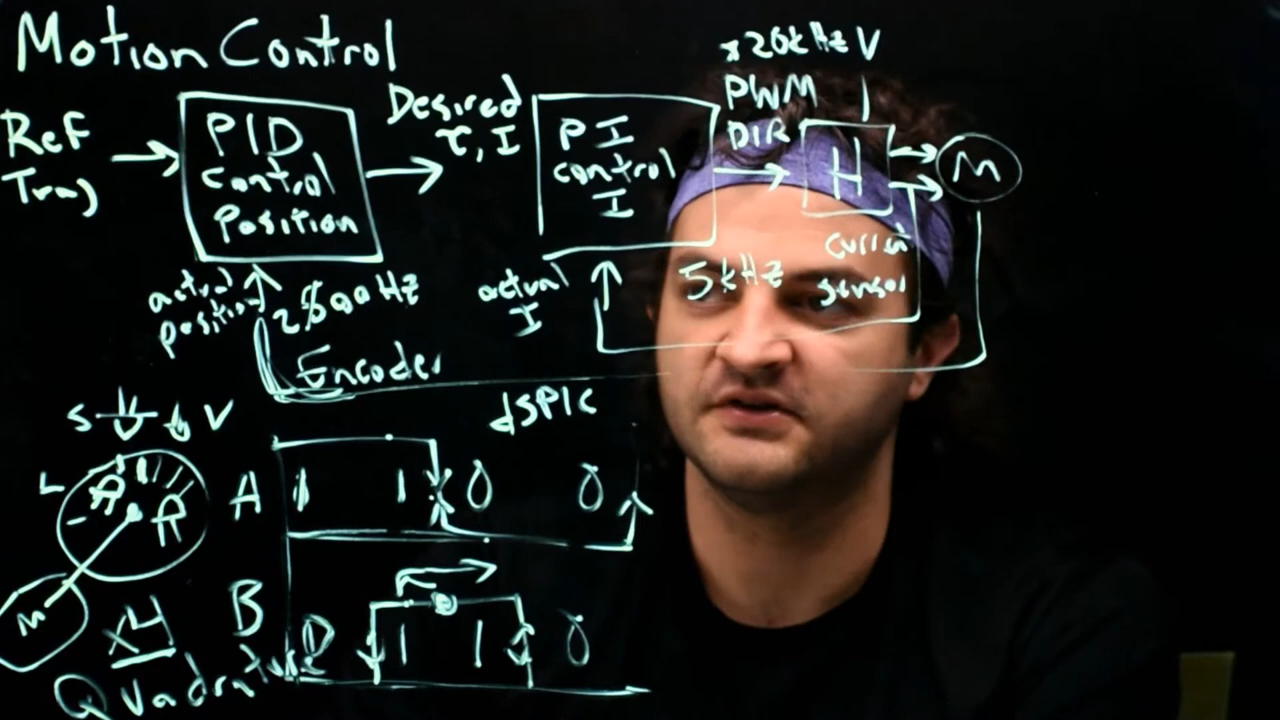 Motion Control
Ref
Traj
PID
control
Position
Desired
τ, I
PI
control
I
20kHz V
PWM
DIR
H
M
actual
position
Encoder
actual
I
5kHz
current
sensor
dSPIC
S V
L
R R
M
x4
Quadrature
A 1 1 0 0
B 0 1 1 0